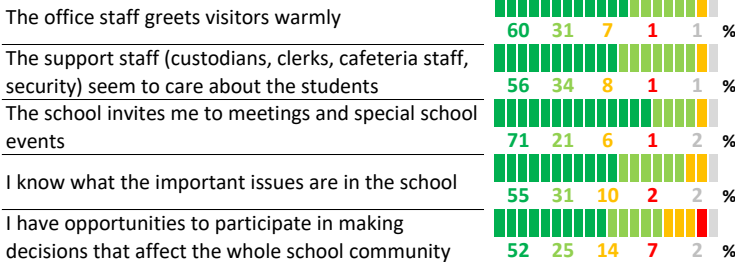 The office staff greets visitors warmly
60 31 7 1 1 %
The support staff (custodians, clerks, cafeteria staff,
security) seem to care about the students
56 34 8 1 1 %
The school invites me to meetings and special school
events
71 21 6 1 2 %
I know what the important issues are in the school
55 31 10 2 2 %
I have opportunities to participate in making
decisions that affect the whole school community
52 25 14 7 2 %